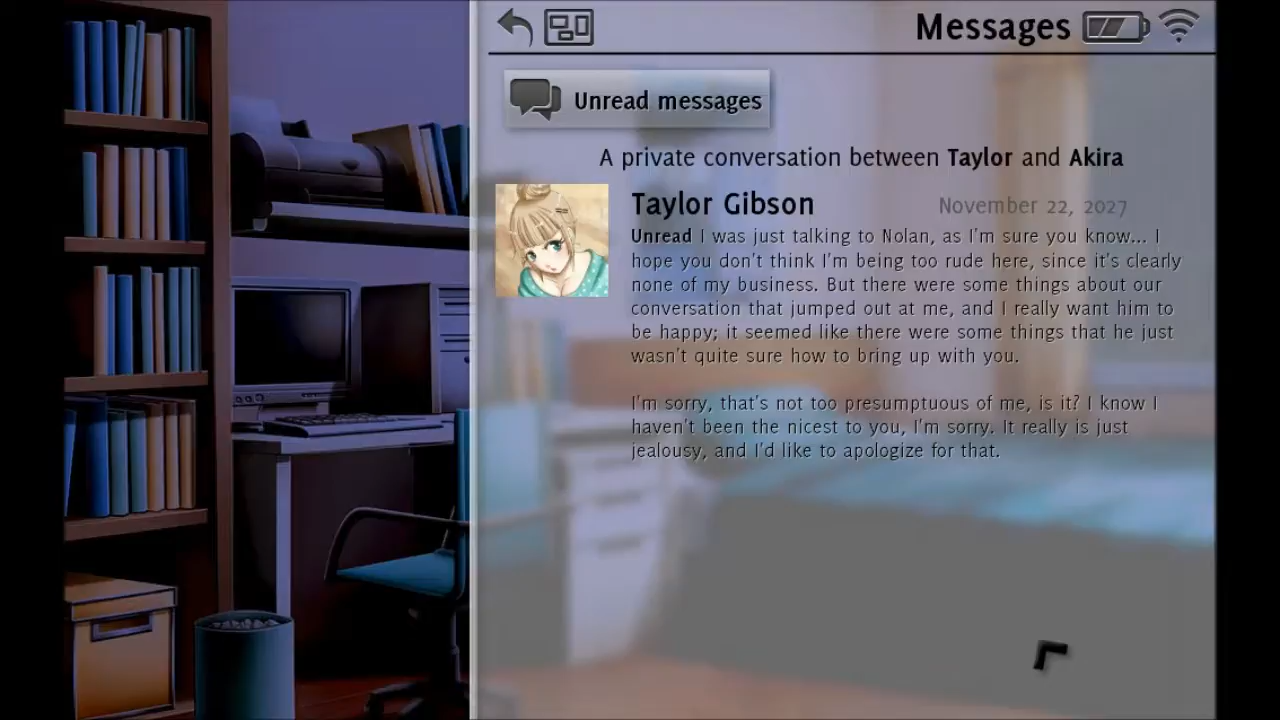 Messages
Unread messages
A private conversation between Taylor and Akira
Taylor Gibson
November 22, 2027
Unread I was just talking to Nolan, as I'm sure you know... I
hope you don't think I'm being too rude here, since it's clearly
none of my business. But there were some things about our
conversation that jumped out at me, and I really want him to
be happy; it seemed like there were some things that he just
wasn't quite sure how to bring up with you.
I'm sorry, that's not too presumptuous of me, is it? I know I
haven't been the nicest to you, I'm sorry. It really is just
jealousy, and I'd like to apologize for that.